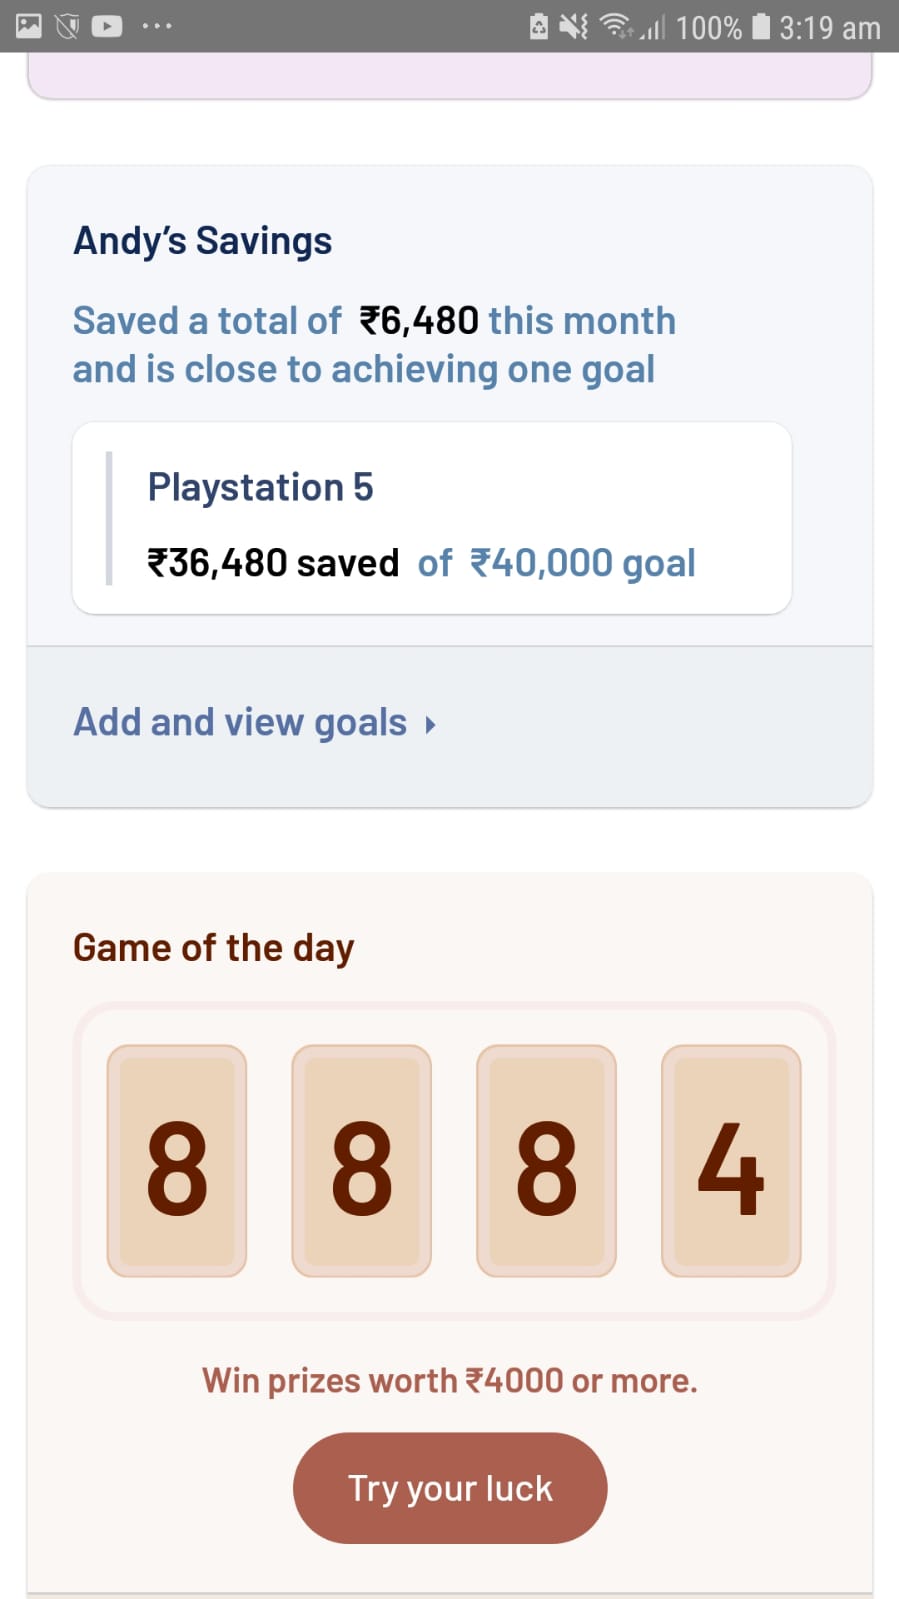 100% 3:19 am
Andy’s Savings
Saved a total of ₹6,480 this month
and is close to achieving one goal
Playstation 5
₹36,480 saved of ₹40,000 goal
Add and view goals
Game of the day
8 8 8 4
Win prizes worth ₹4000 or more.
Try your luck